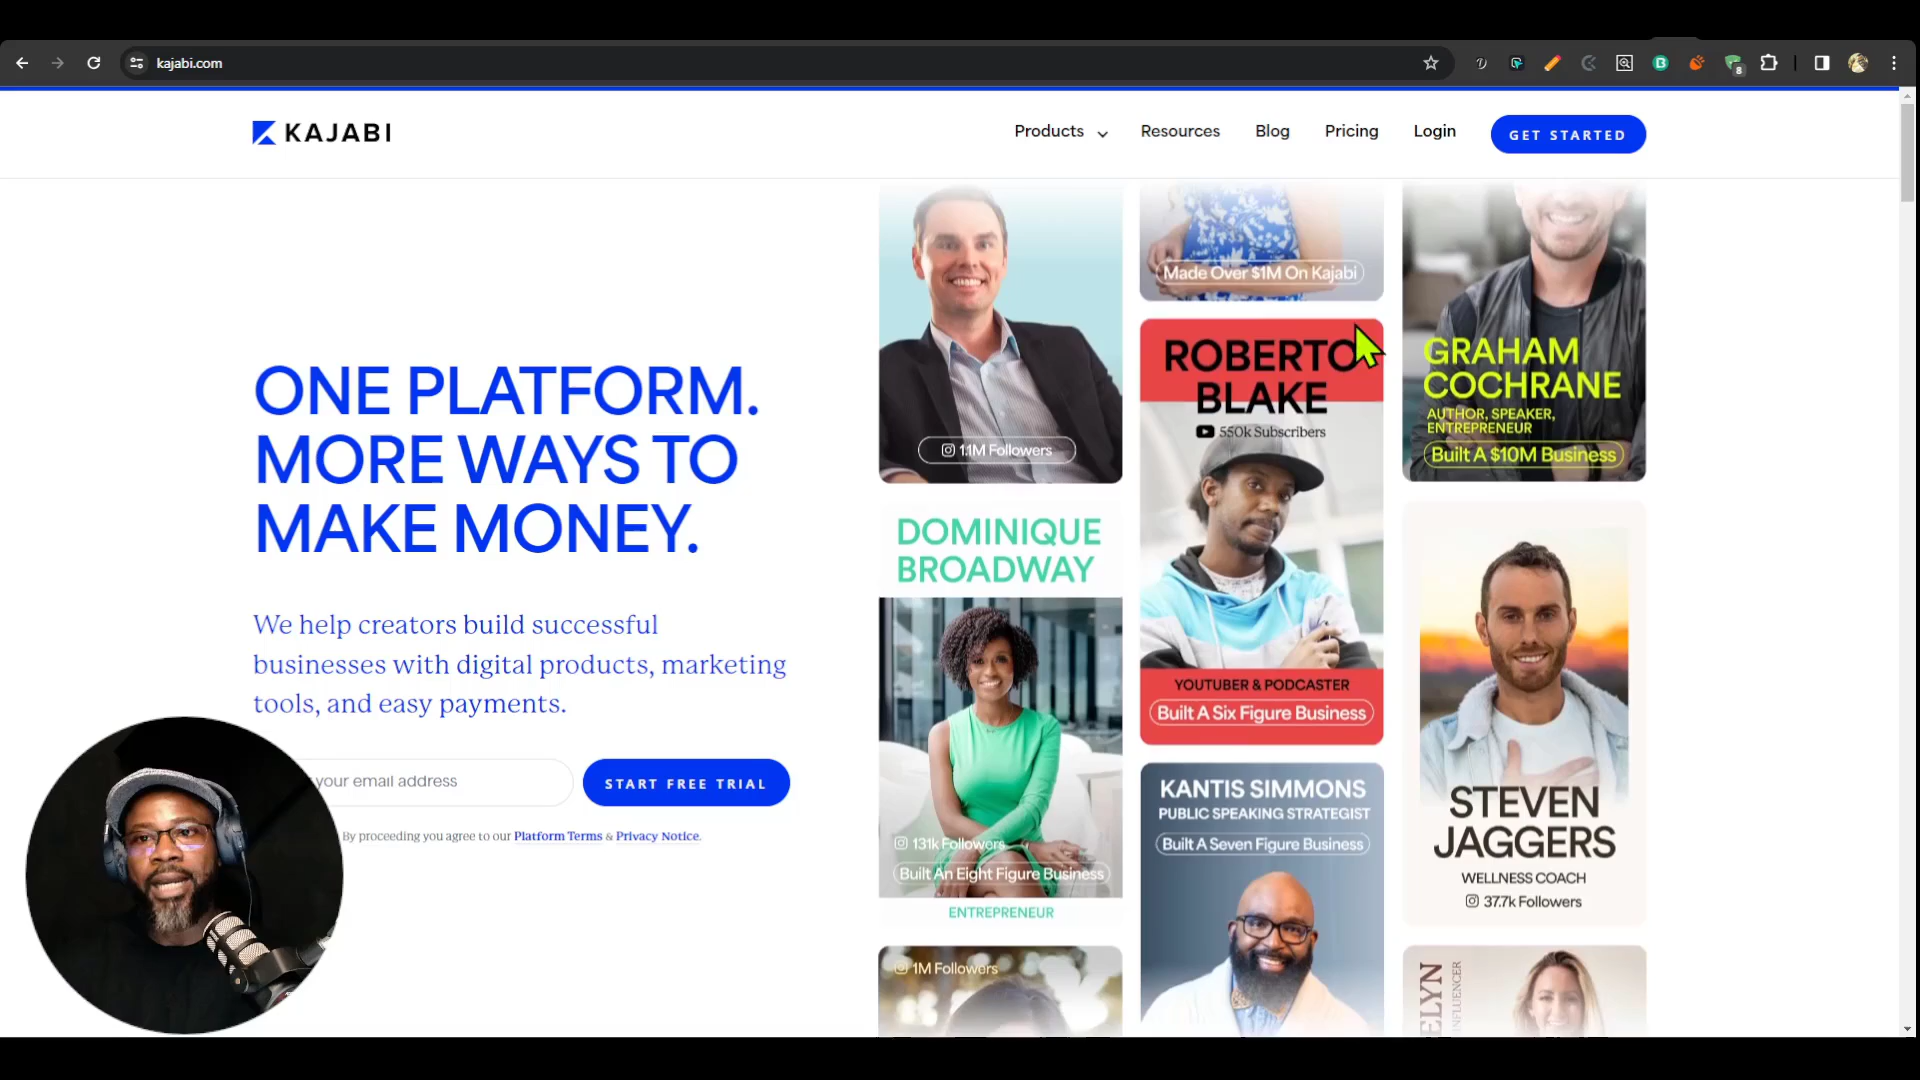 kajabi.com
8
KAJABI
Products
Resources
Blog
Pricing
Login
GET STARTED
ONE PLATFORM.
MORE WAYS TO
MAKE MONEY.
We help creators build successful
businesses with digital products, marketing
tools, and easy payments.
your email address
START FREE TRIAL
By proceeding you agree to our Platform Terms & Privacy Notice.
1.1M Followers
DOMINIQUE
BROADWAY
131k Followers
Built An Eight Figure Business
ENTREPRENEUR
1M Followers
Made Over $1M On Kajabi
ROBERTO
BLAKE
550k Subscribers
YOUTUBER & PODCASTER
Built A Six Figure Business
KANTIS SIMMONS
PUBLIC SPEAKING STRATEGIST
Built A Seven Figure Business
GRAHAM
COCHRANE
AUTHOR, SPEAKER,
ENTREPRENEUR
Built A $10M Business
STEVEN
JAGGERS
WELLNESS COACH
37.7k Followers
ELYN
INFLUENCER